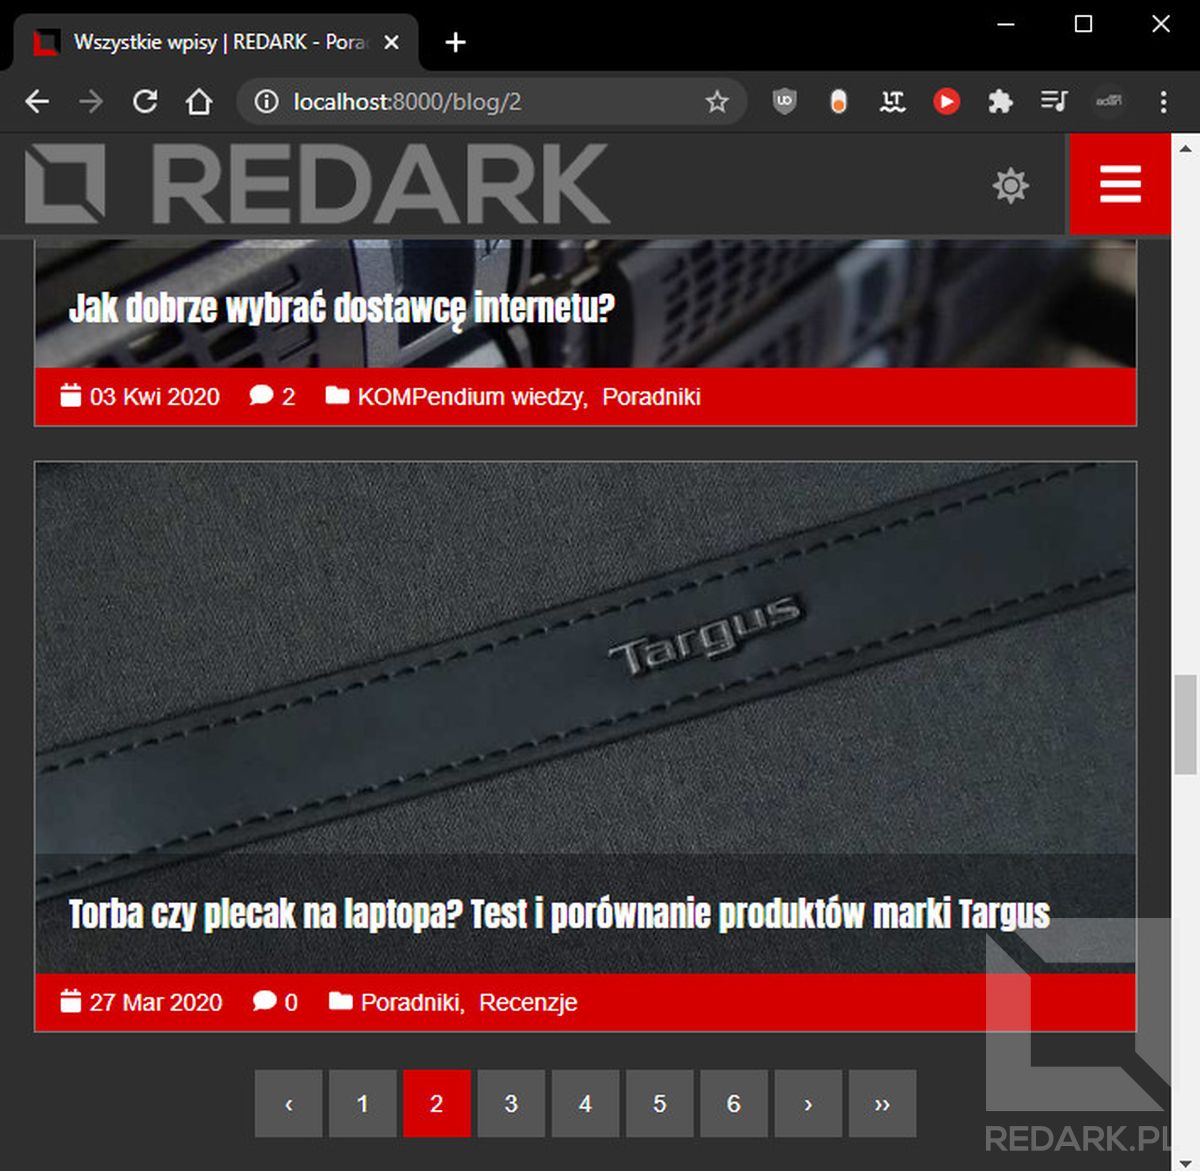 Wszystkie wpisy | REDARK - Pora
localhost:8000/blog/2
REDARK
Jak dobrze wybrać dostawcę internetu?
03 Kwi 2020 2 KOMPendium wiedzy, Poradniki
Targus
Torba czy plecak na laptopa? Test i porównanie produktów marki Targus
27 Mar 2020 0 Poradniki, Recenzje
‹ 1 2 3 4 5 6 › ››
REDARK.PL